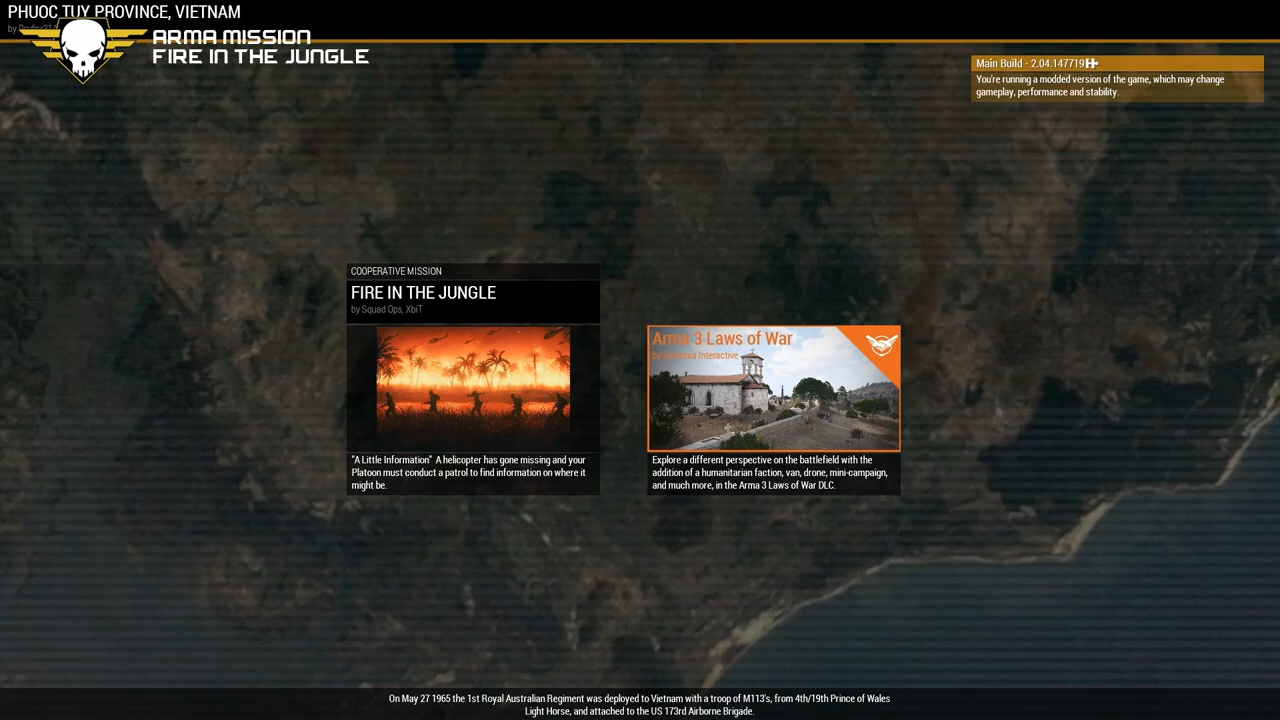 PHUOC TUY PROVINCE, VIETNAM
by
ARMA MISSION
FIRE IN THE JUNGLE
Main Build - 2.04.147719
You're running a modded version of the game, which may change
gameplay, performance and stability.
COOPERATIVE MISSION
FIRE IN THE JUNGLE
by Squad Ops, XbiT
"A Little Information" A helicopter has gone missing and your
Platoon must conduct a patrol to find information on where it
might be.
Arma 3 Laws of War
by Bohemia Interactive
Explore a different perspective on the battlefield with the
addition of a humanitarian faction, van, drone, mini-campaign,
and much more, in the Arma 3 Laws of War DLC.
On May 27 1965 the 1st Royal Australian Regiment was deployed to Vietnam with a troop of M113's, from 4th/19th Prince of Wales
Light Horse, and attached to the US 173rd Airborne Brigade.